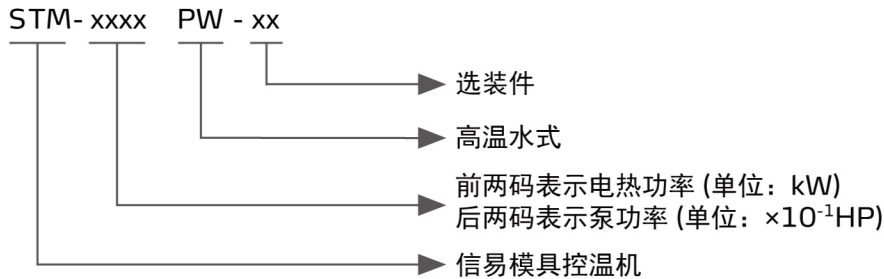 STM- xxxx PW - xx
选装件
高温水式
前两码表示电热功率 (单位：kW)
后两码表示泵功率 (单位：×10⁻¹HP)
信易模具控温机